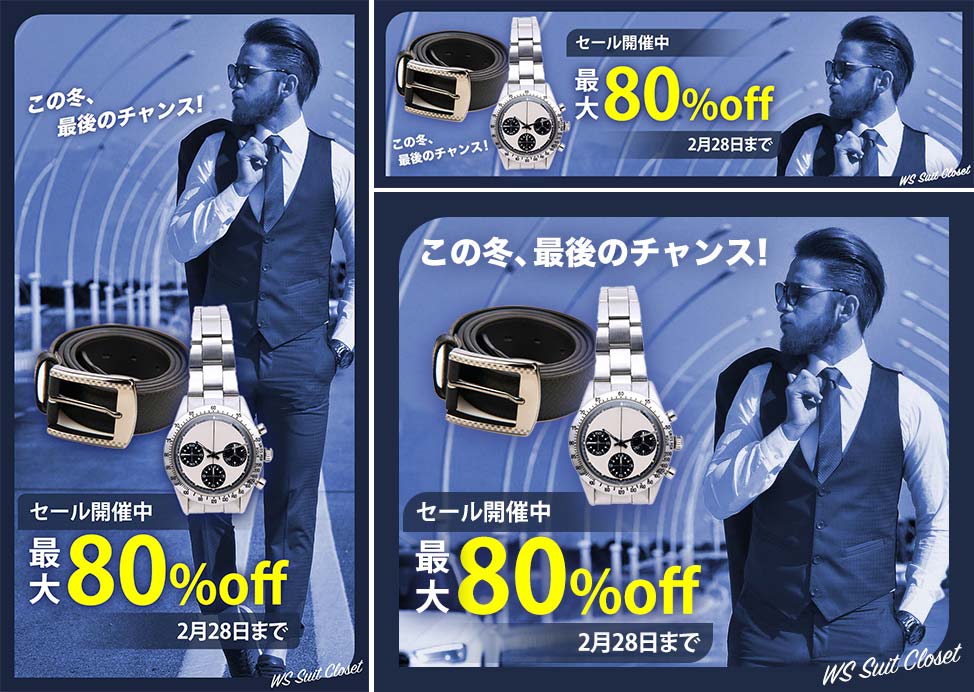 この冬、
最後のチャンス!
セール開催中
最大80%off
2月28日まで
WS Suit Closet
この冬、
最後のチャンス!
セール開催中
最大80%off
2月28日まで
WS Suit Closet
この冬、最後のチャンス!
セール開催中
最大80%off
2月28日まで
WS Suit Closet